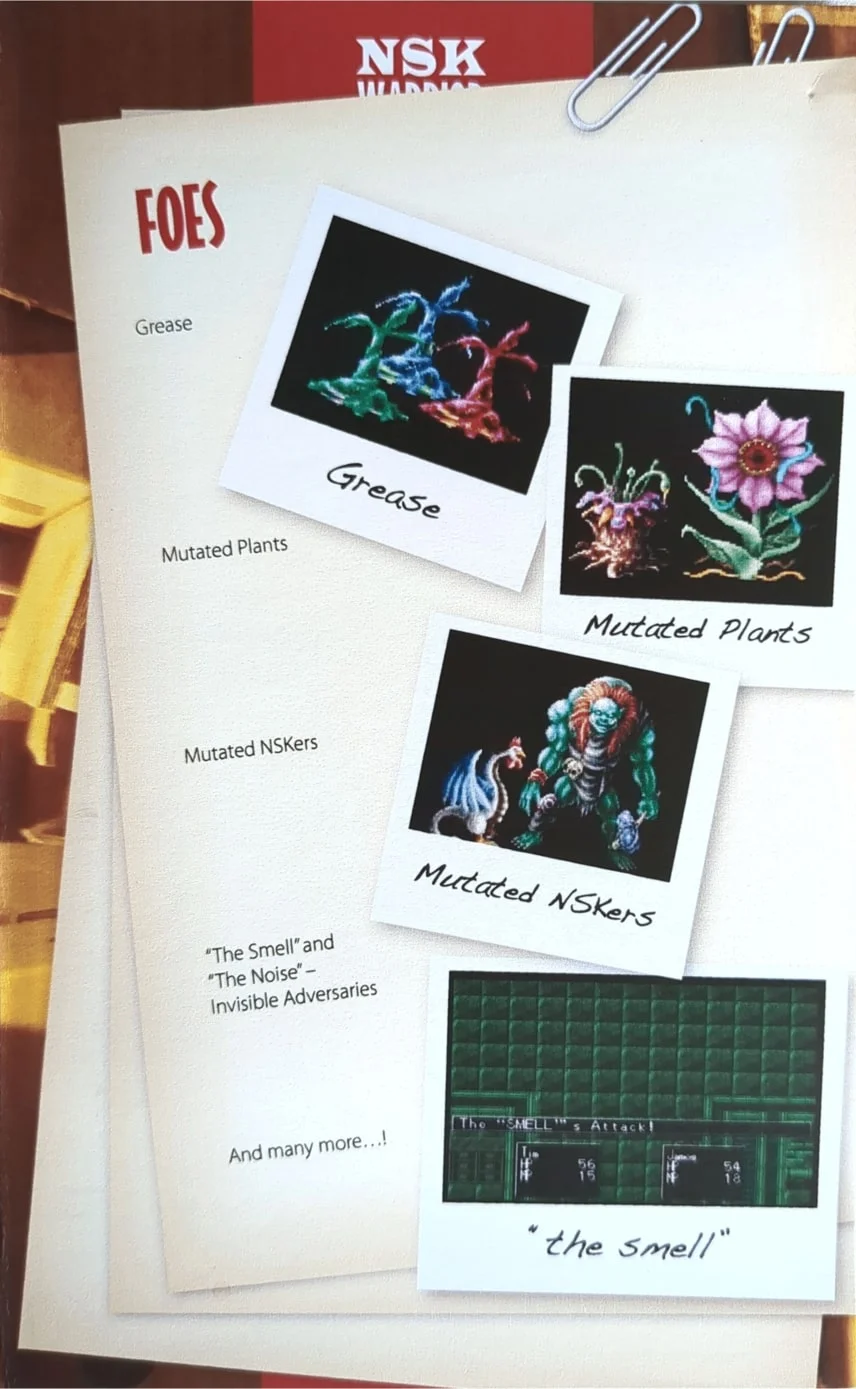 NSK
WARRIOR
FOES
Grease
Grease
Mutated Plants
Mutated Plants
Mutated NSKers
Mutated NSKers
"The Smell" and
"The Noise" –
Invisible Adversaries
The "SMELL"'s Attack!
Tim
HP 56
MP 15
James
HP 54
MP 18
And many more...!
"the smell"